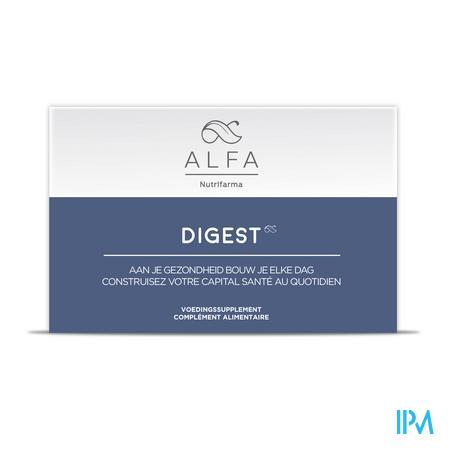 ALFA
Nutrifarma
DIGEST
AAN JE GEZONDHEID BOUW JE ELKE DAG
CONSTRUISEZ VOTRE CAPITAL SANTÉ AU QUOTIDIEN
VOEDINGSSUPPLEMENT
COMPLÉMENT ALIMENTAIRE
IPM